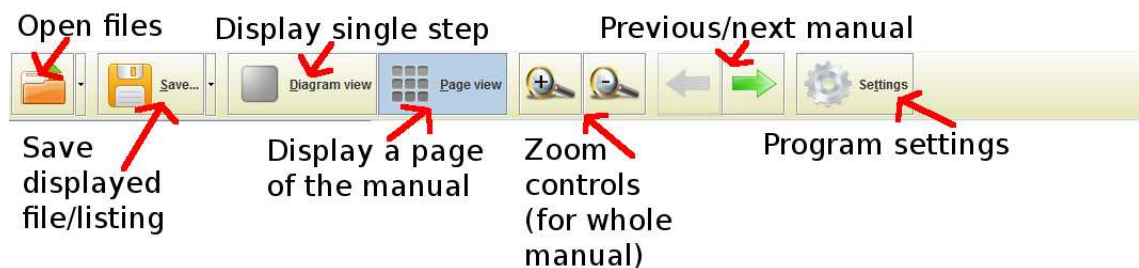 Open files
Display single step
Previous/next manual
Save...
Diagram view
Page view
Settings
Save
displayed
file/listing
Display a page
of the manual
Zoom
controls
(for whole
manual)
Program settings